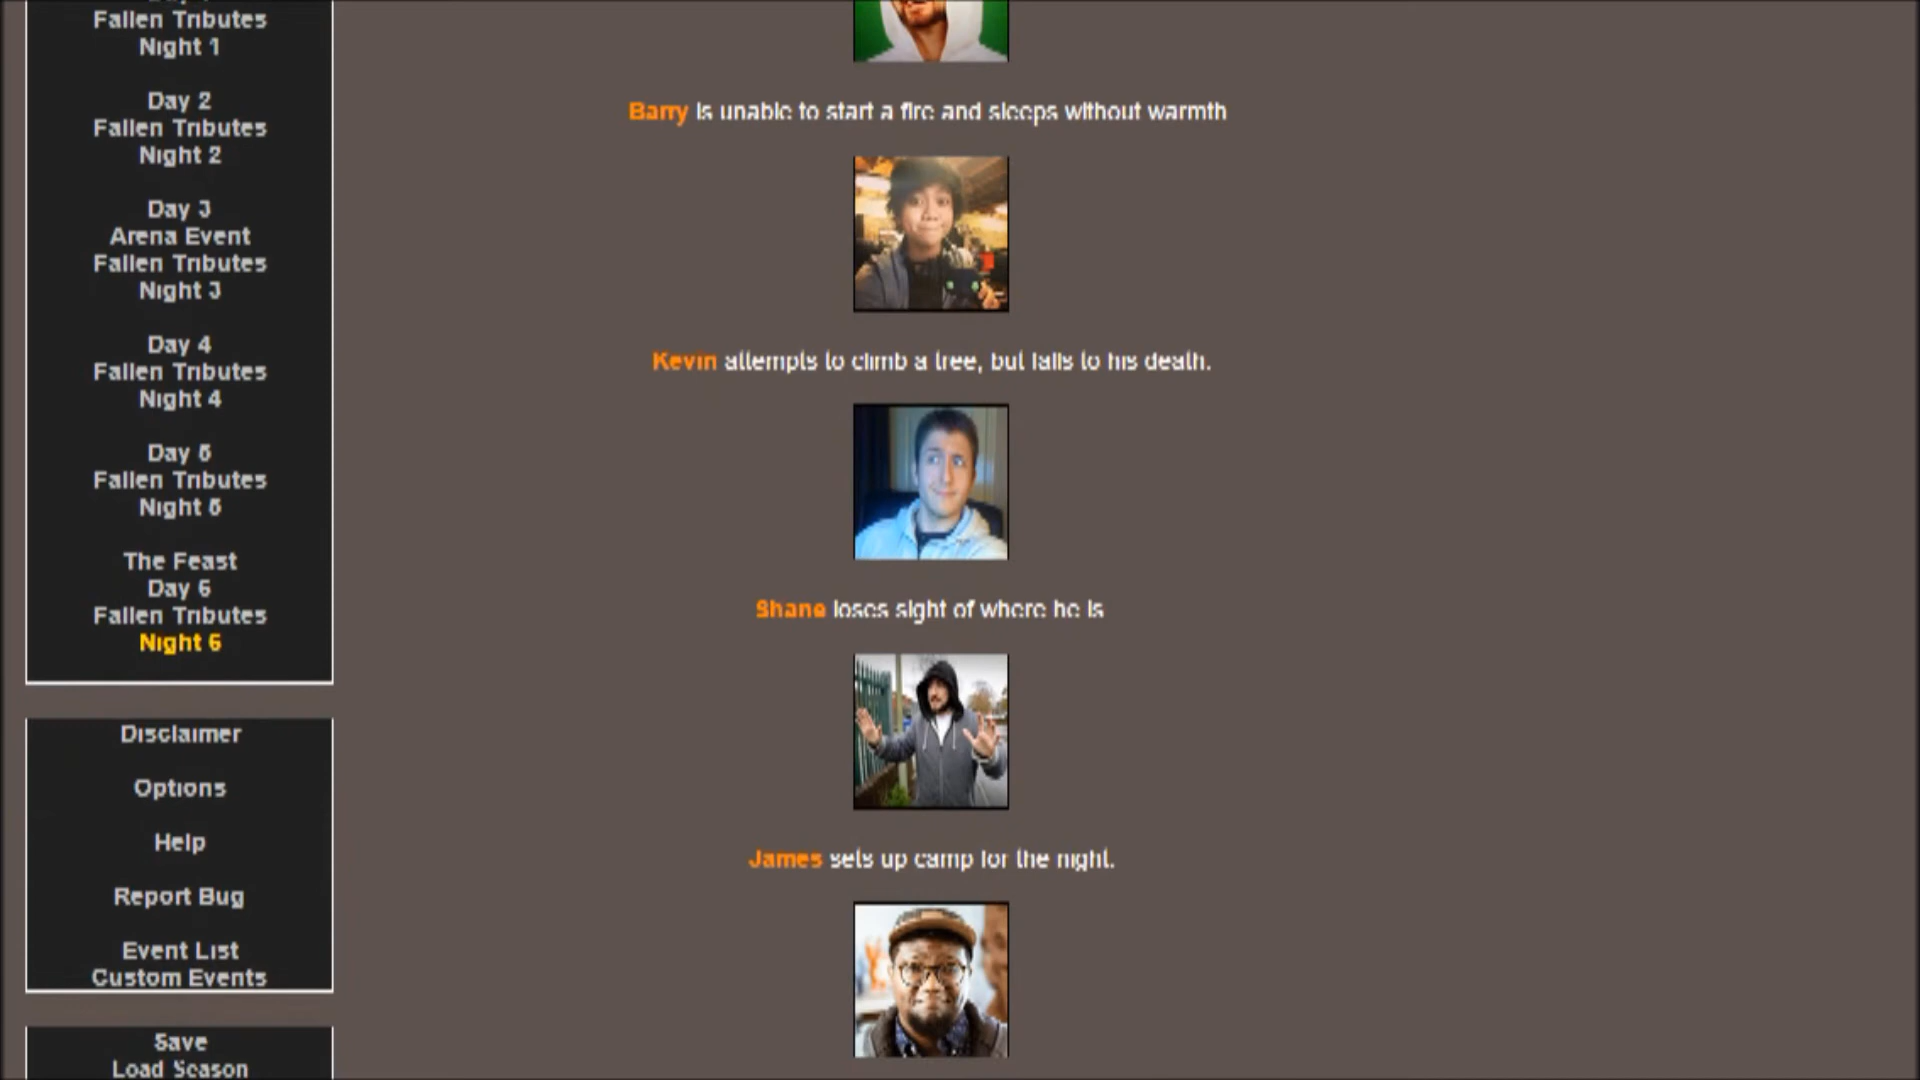 Fallen Tributes
Night 1
Day 2
Fallen Tributes
Night 2
Day 3
Arena Event
Fallen Tributes
Night 3
Day 4
Fallen Tributes
Night 4
Day 5
Fallen Tributes
Night 5
The Feast
Day 6
Fallen Tributes
Night 6
Disclaimer
Options
Help
Report Bug
Event List
Custom Events
Save
Load Season
Barry is unable to start a fire and sleeps without warmth
Kevin attempts to climb a tree, but falls to his death.
Shane loses sight of where he is
James sets up camp for the night.